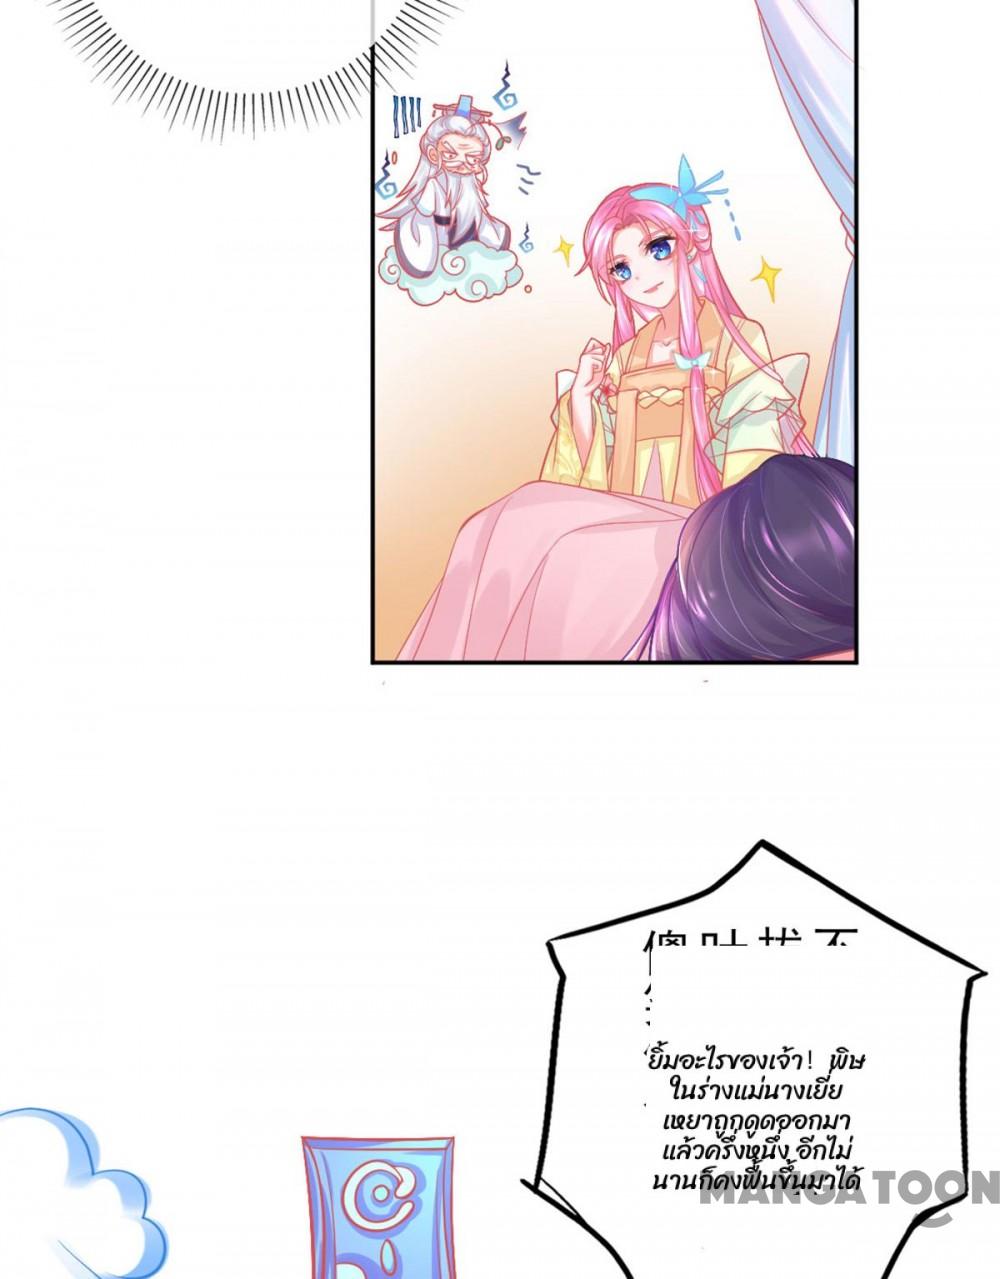 ยิ้มอะไรของเจ้า! พิษ
ในร่างแม่นางเยี่ย
เหยาถูกดูดออกมา
แล้วครึ่งหนึ่ง อีกไม่
นานก็คงฟื้นขึ้นมาได้
MANGATOON